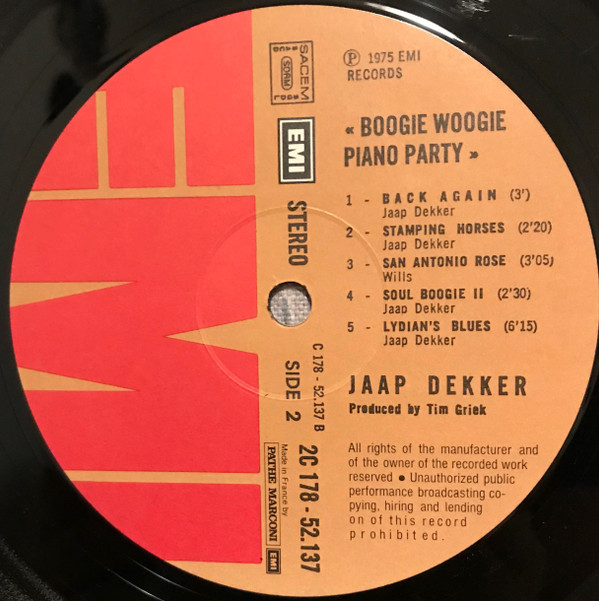 ℗ 1975 EMI
RECORDS
« BOOGIE WOOGIE
PIANO PARTY »
1 - BACK AGAIN (3')
Jaap Dekker
2 - STAMPING HORSES (2'20)
Jaap Dekker
3 - SAN ANTONIO ROSE (3'05)
Wills
4 - SOUL BOOGIE II (2'30)
Jaap Dekker
5 - LYDIAN'S BLUES (6'15)
Jaap Dekker
JAAP DEKKER
Produced by Tim Griek
All rights of the manufacturer and
of the owner of the recorded work
reserved ● Unauthorized public
performance broadcasting co-
pying, hiring and lending
on of this record
prohibited.
SACEM
SDRM
EMI
STEREO
SIDE 2
C 178 - 52.137 B
2C 178 - 52.137
Made in France by
PATHE MARCONI
EMI
EMI